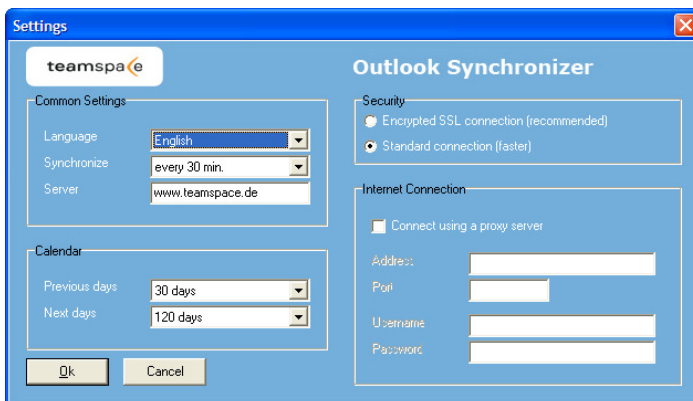 Settings
teamspace
Outlook Synchronizer
Common Settings
Language English
Synchronize every 30 min.
Server www.teamspace.de
Calendar
Previous days 30 days
Next days 120 days
Ok Cancel
Security
Encrypted SSL connection (recommended)
Standard connection (faster)
Internet Connection
Connect using a proxy server
Address
Port
Username
Password